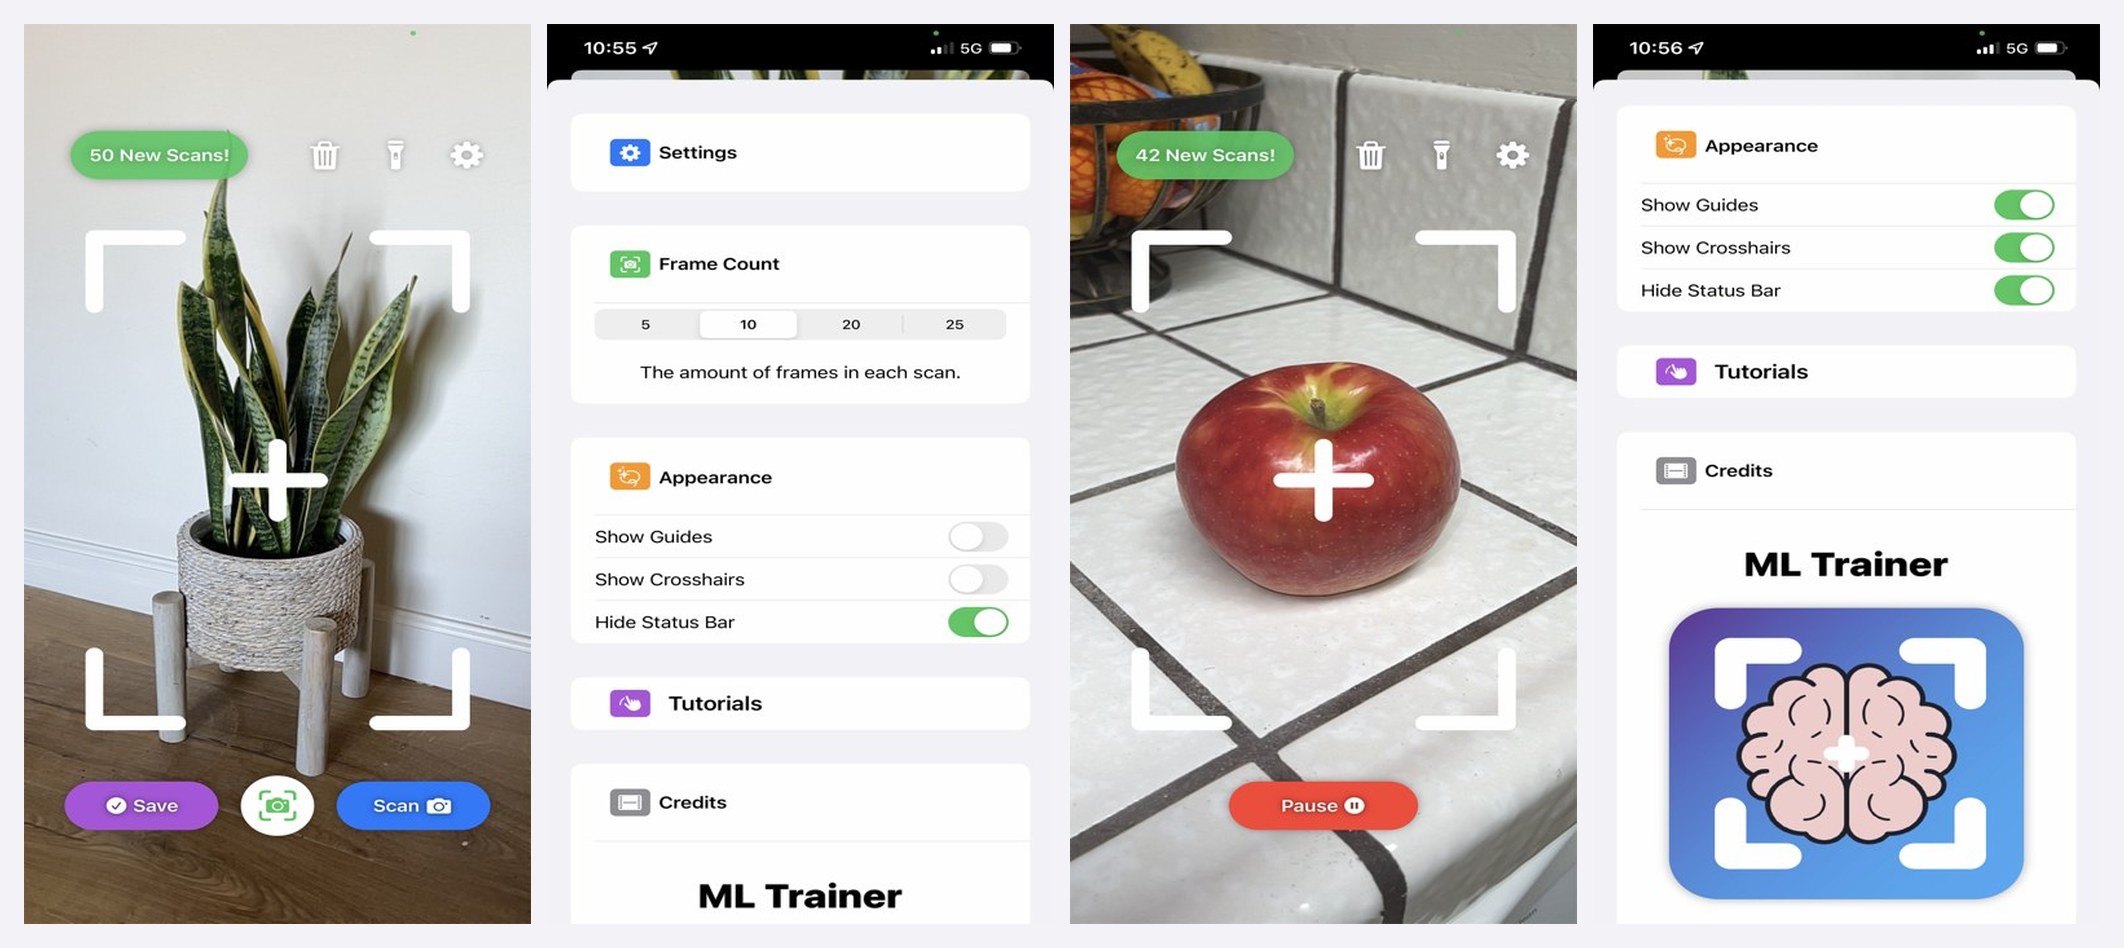 50 New Scans!
Save
Scan
10:55
5G
Settings
Frame Count
5 10 20 25
The amount of frames in each scan.
Appearance
Show Guides
Show Crosshairs
Hide Status Bar
Tutorials
Credits
ML Trainer
42 New Scans!
Pause
10:56
5G
Appearance
Show Guides
Show Crosshairs
Hide Status Bar
Tutorials
Credits
ML Trainer